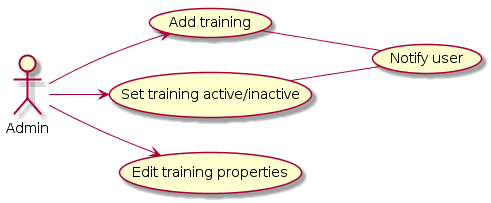 Add training
Notify user
Set training active/inactive
Admin
Edit training properties